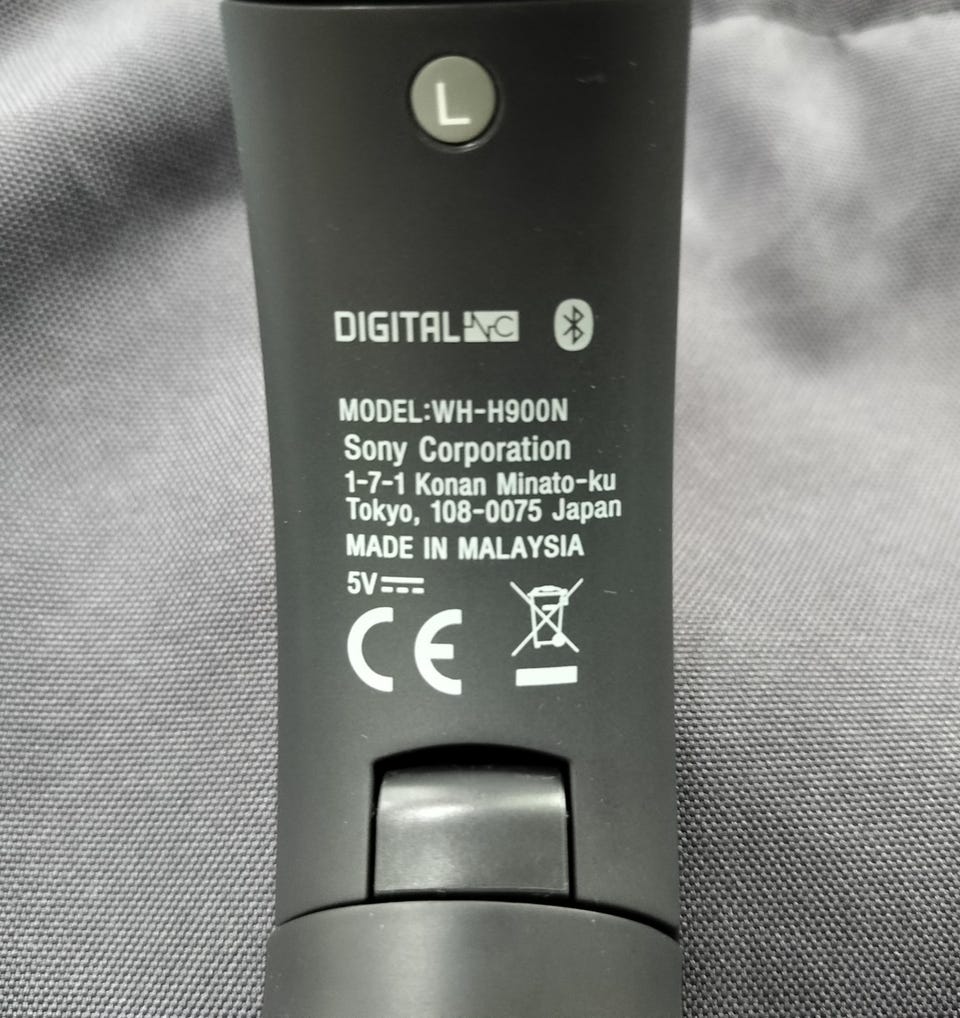 L
DIGITAL NC
MODEL:WH-H900N
Sony Corporation
1-7-1 Konan Minato-ku
Tokyo, 108-0075 Japan
MADE IN MALAYSIA
5V
CE